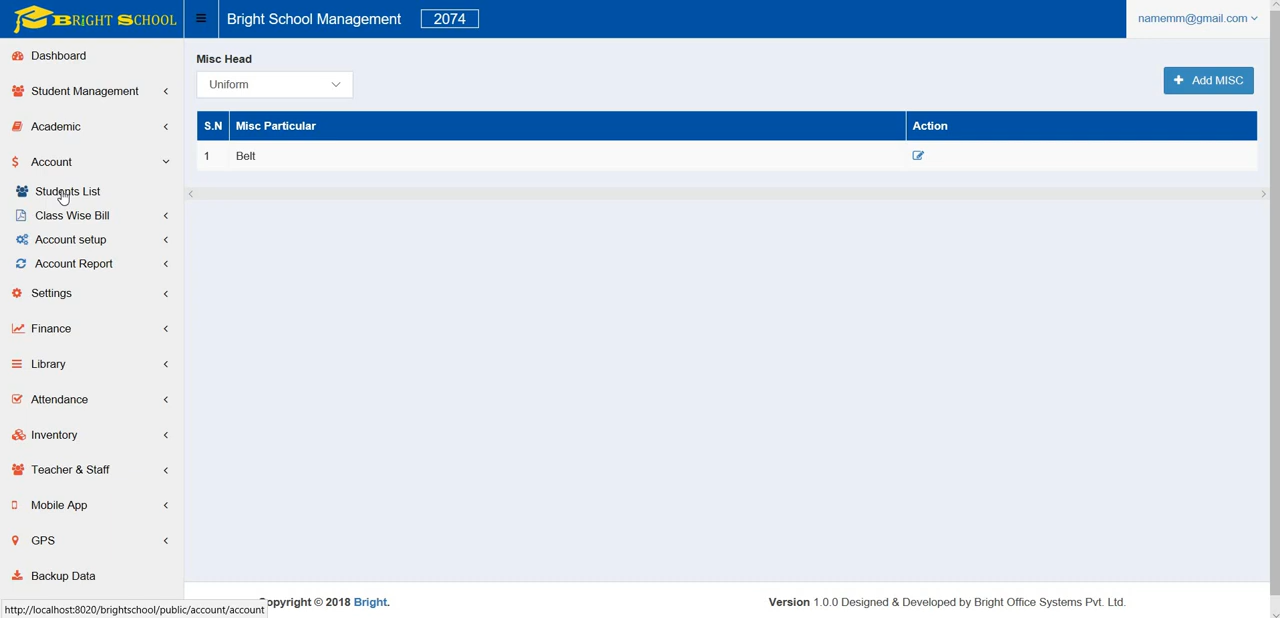 BRIGHT SCHOOL
Bright School Management
2074
namemm@gmail.com
Dashboard
Student Management
Academic
Account
Students List
Class Wise Bill
Account setup
Account Report
Settings
Finance
Library
Attendance
Inventory
Teacher & Staff
Mobile App
GPS
Backup Data
Misc Head
Uniform
Add MISC
S.N Misc Particular Action
1 Belt
http://localhost:8020/brightschool/public/account/account
opyright © 2018 Bright.
Version 1.0.0 Designed & Developed by Bright Office Systems Pvt. Ltd.